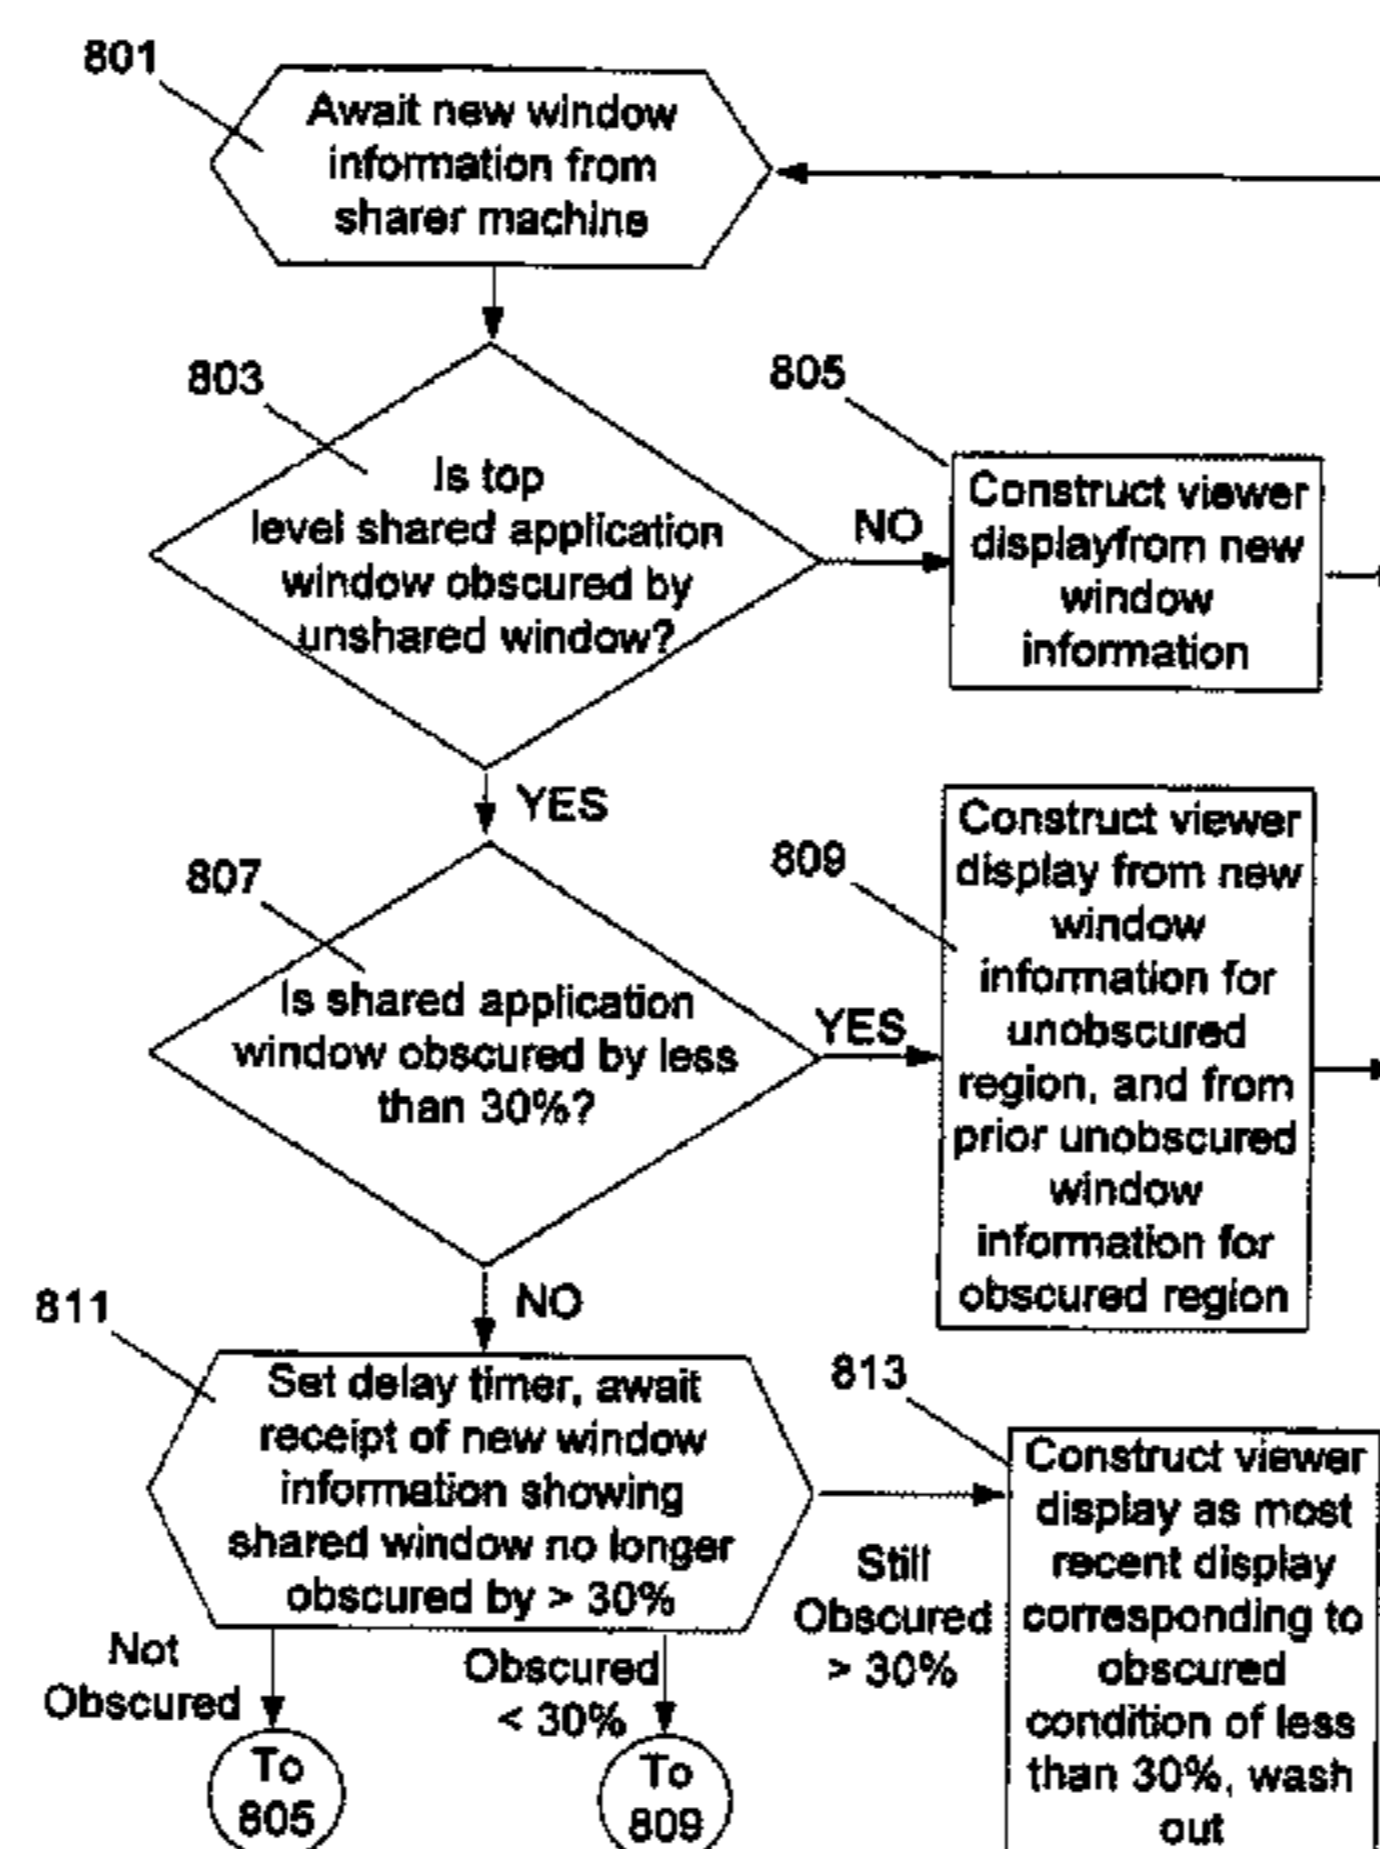 801
Await new window
information from
sharer machine
803
Is top
level shared application
window obscured by
unshared window?
NO
805
Construct viewer
displayfrom new
window
information
YES
807
Is shared application
window obscured by less
than 30%?
YES
809
Construct viewer
display from new
window
information for
unobscured
region, and from
prior unobscured
window
information for
obscured region
NO
811
Set delay timer, await
receipt of new window
information showing
shared window no longer
obscured by > 30%
Still
Obscured
> 30%
813
Construct viewer
display as most
recent display
corresponding to
obscured
condition of less
than 30%, wash
out
Not
Obscured
To
805
Obscured
< 30%
To
809